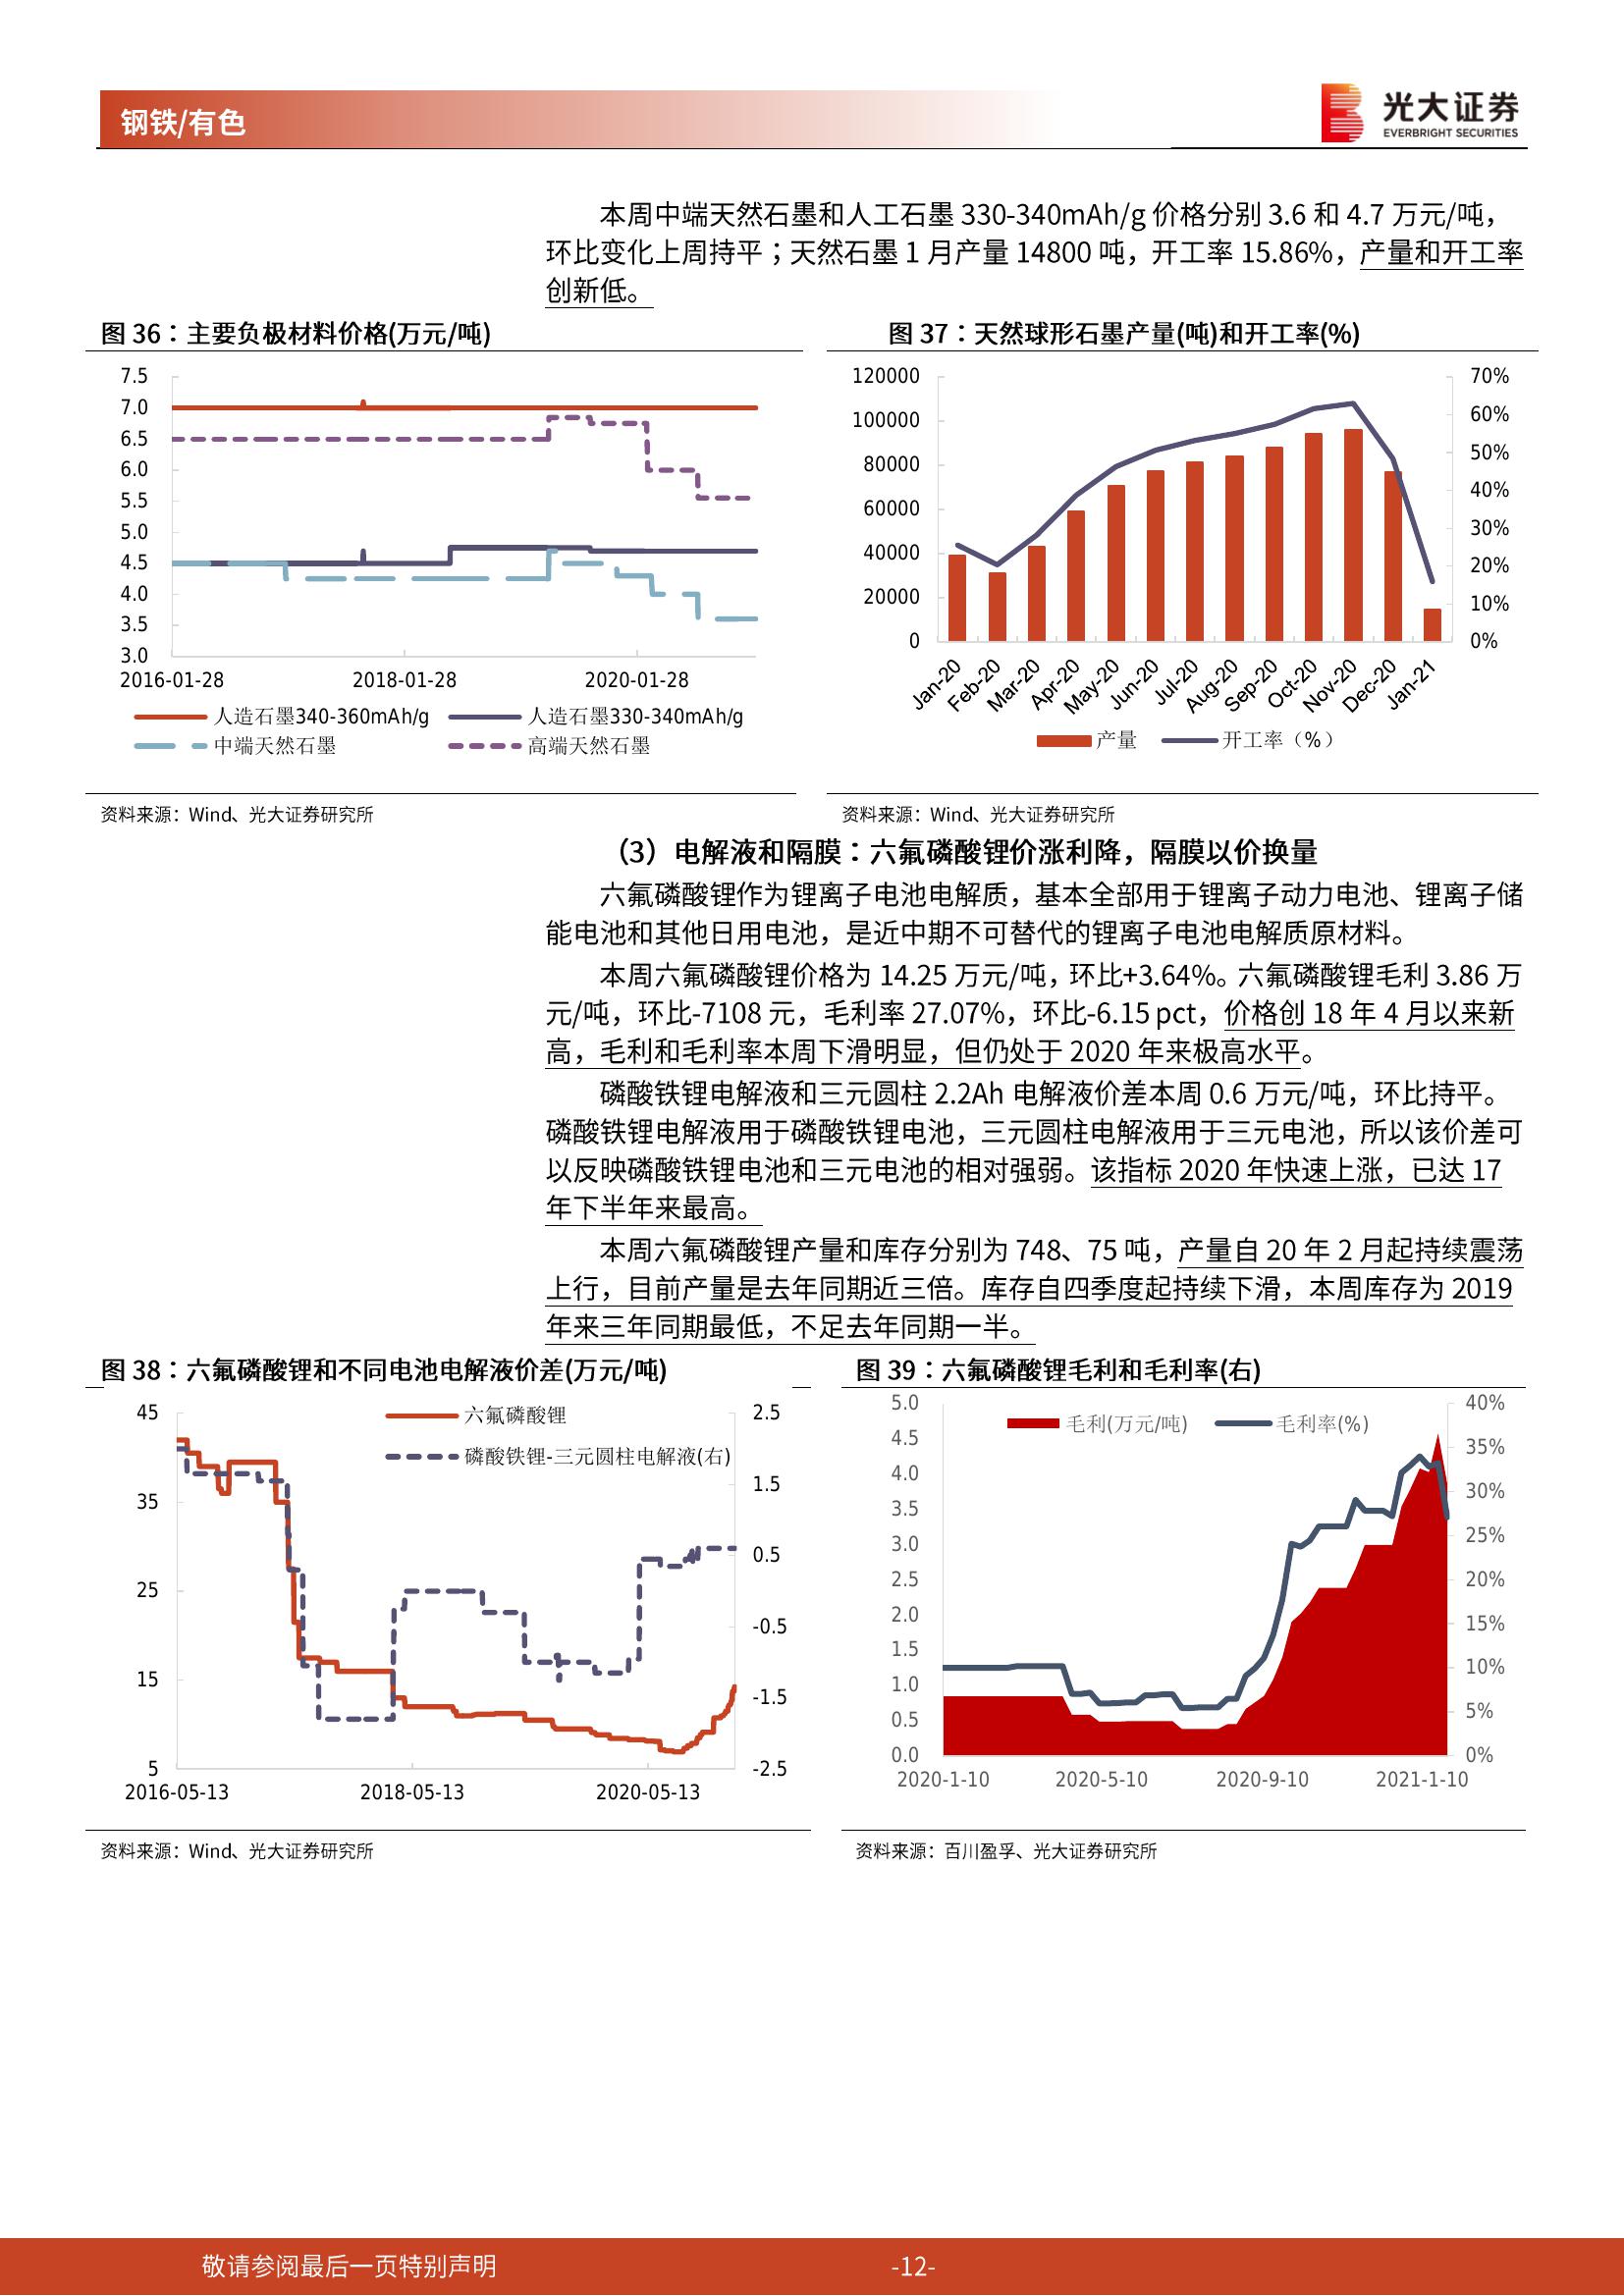 钢铁/有色
光大证券
EVERBRIGHT SECURITIES
本周中端天然石墨和人工石墨 330-340mAh/g 价格分别 3.6 和 4.7 万元/吨，
环比变化上周持平；天然石墨 1 月产量 14800 吨，开工率 15.86%，产量和开工率
创新低。
图 36：主要负极材料价格(万元/吨)
7.5
7.0
6.5
6.0
5.5
5.0
4.5
4.0
3.5
3.0
2016-01-28 2018-01-28 2020-01-28
人造石墨340-360mAh/g 人造石墨330-340mAh/g
中端天然石墨 高端天然石墨
资料来源：Wind、光大证券研究所
图 37：天然球形石墨产量(吨)和开工率(%)
120000 70%
100000 60%
80000 50%
60000 40%
40000 30%
20000 20%
0 10%
0%
Jan-20 Feb-20 Mar-20 Apr-20 May-20 Jun-20 Jul-20 Aug-20 Sep-20 Oct-20 Nov-20 Dec-20 Jan-21
产量 开工率（%）
资料来源：Wind、光大证券研究所
（3）电解液和隔膜：六氟磷酸锂价涨利降，隔膜以价换量
六氟磷酸锂作为锂离子电池电解质，基本全部用于锂离子动力电池、锂离子储
能电池和其他日用电池，是近中期不可替代的锂离子电池电解质原材料。
本周六氟磷酸锂价格为 14.25 万元/吨，环比+3.64%。六氟磷酸锂毛利 3.86 万
元/吨，环比-7108 元，毛利率 27.07%，环比-6.15 pct，价格创 18 年 4 月以来新
高，毛利和毛利率本周下滑明显，但仍处于 2020 年来极高水平。
磷酸铁锂电解液和三元圆柱 2.2Ah 电解液价差本周 0.6 万元/吨，环比持平。
磷酸铁锂电解液用于磷酸铁锂电池，三元圆柱电解液用于三元电池，所以该价差可
以反映磷酸铁锂电池和三元电池的相对强弱。该指标 2020 年快速上涨，已达 17
年下半年来最高。
本周六氟磷酸锂产量和库存分别为 748、75 吨，产量自 20 年 2 月起持续震荡
上行，目前产量是去年同期近三倍。库存自四季度起持续下滑，本周库存为 2019
年来三年同期最低，不足去年同期一半。
图 38：六氟磷酸锂和不同电池电解液价差(万元/吨)
六氟磷酸锂
磷酸铁锂-三元圆柱电解液(右)
45 2.5
35 1.5
25 0.5
15 -0.5
5 -1.5
-2.5
2016-05-13 2018-05-13 2020-05-13
资料来源：Wind、光大证券研究所
图 39：六氟磷酸锂毛利和毛利率(右)
毛利(万元/吨) 毛利率(%)
5.0 40%
4.5 35%
4.0 30%
3.5 25%
3.0 20%
2.5 15%
2.0 10%
1.5 5%
1.0 0%
0.5
0.0
2020-1-10 2020-5-10 2020-9-10 2021-1-10
资料来源：百川盈孚、光大证券研究所
敬请参阅最后一页特别声明 -12-